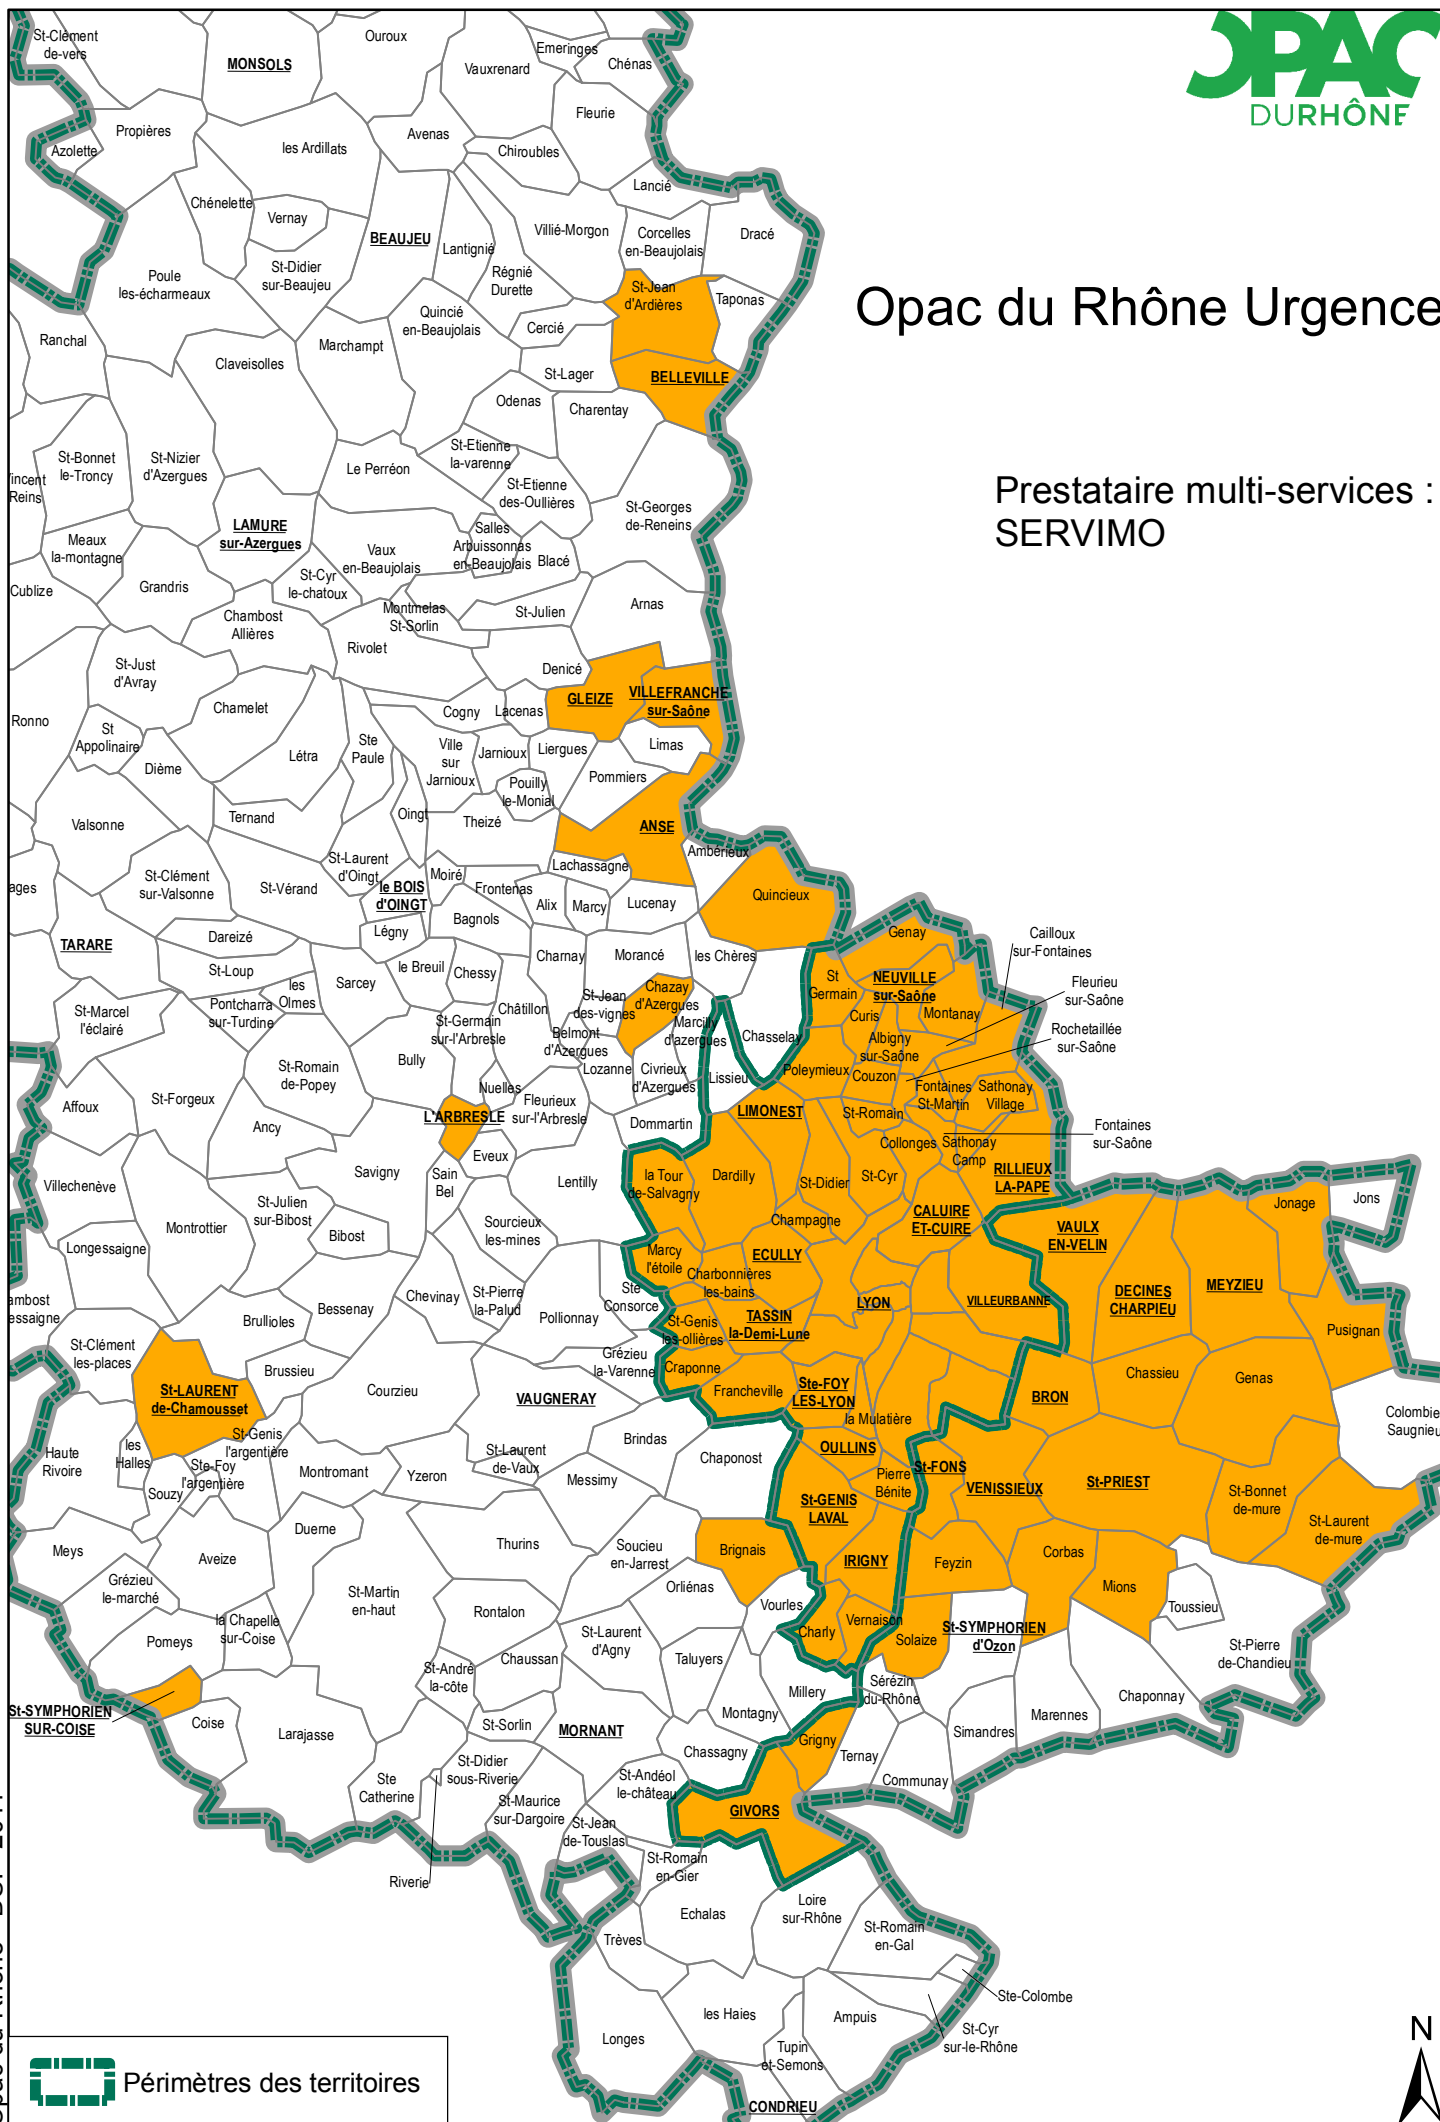 OPAC
DU RHÔNE
Opac du Rhône Urgence
Prestataire multi-services :
SERVIMO
St-Clément
de-vers
MONSOLS
Ouroux
Vauxrenard
Emeringes
Chénas
Fleurie
Propières
Azolette
les Ardillats
Avenas
Chiroubles
Lancié
Chénelette
Vernay
BEAUJEU
Lantignié
Villié-Morgon
Corcelles
en-Beaujolais
Dracé
Poule
les-écharmeaux
St-Didier
sur-Beaujeu
Régnié
Durette
St-Jean
d'Ardières
Taponas
Quincié
en-Beaujolais
Cercié
Ranchal
Claveisolles
Marchampt
St-Lager
BELLEVILLE
Odenas
Charentay
St-Bonnet
le-Troncy
St-Nizier
d'Azergues
Le Perréon
St-Etienne
la-varenne
St-Etienne
des-Oullières
St-Georges
de-Reneins
incent
Reins
LAMURE
sur-Azergues
Meaux
la-montagne
Vaux
en-Beaujolais
Salles
Arbuissonnas
en-Beaujolais
Blacé
Cublize
Grandris
St-Cyr
le-chatoux
Chambost
Allières
Montmelas
St-Sorlin
St-Julien
Arnas
Rivolet
St-Just
d'Avray
Denicé
GLEIZE
VILLEFRANCHE
sur-Saône
Ronno
St
Appolinaire
Chamelet
Cogny
Lacenas
Dième
Létra
Ste
Paule
Ville
sur
Jarnioux
Jarnioux
Liergues
Limas
Pouilly
le-Monial
Pommiers
Valsonne
Ternand
Oingt
Theizé
ANSE
Ambérieux
ages
St-Clément
sur-Valsonne
St-Vérand
St-Laurent
d'Oingt
le BOIS
d'OINGT
Moiré
Frontenas
Lachassagne
Alix
Marcy
Lucenay
Quincieux
TARARE
Dareizé
Légny
Bagnols
St-Loup
les
Olmes
Sarcey
le Breuil
Chessy
Charnay
Morancé
les Chères
Genay
Cailloux
sur-Fontaines
St-Marcel
l'éclairé
Pontcharra
sur-Turdine
St-Germain
sur-l'Arbresle
Châtillon
St-Jean
des-vignes
Chazay
d'Azergues
St
Germain
NEUVILLE
sur-Saône
Fleurieu
sur-Saône
Curis
Montanay
Belmont
d'Azergues
Marcilly
d'azergues
Chasselay
Albigny
sur-Saône
Rochetaillée
sur-Saône
Bully
St-Romain
de-Popey
Lozanne
Civrieux
d'Azergues
Lissieu
Poleymieux
Couzon
Affoux
St-Forgeux
Nuelles
Fleurieux
sur-l'Arbresle
Fontaines
St-Martin
Sathonay
Village
L'ARBRESLE
Ancy
Dommartin
LIMONEST
St-Romain
Fontaines
sur-Saône
Eveux
Collonges
Sathonay
Camp
Villechenève
Savigny
Sain
Bel
Lentilly
la Tour
de-Salvagny
Dardilly
St-Didier
St-Cyr
RILLIEUX
LA-PAPE
Montrottier
St-Julien
sur-Bibost
Bibost
Sourcieux
les-mines
Champagne
CALUIRE
ET-CUIRE
VAULX
EN-VELIN
Jonage
Jons
Longessaigne
Marcy
l'étoile
ECULLY
Charbonnières
les-bains
ambost
essaigne
Bessenay
Chevinay
St-Pierre
la-Palud
Ste
Consorce
LYON
VILLEURBANNE
DECINES
CHARPIEU
MEYZIEU
Brullioles
Pollionnay
St-Genis
les-ollières
TASSIN
la-Demi-Lune
Pusignan
St-Clément
les-places
Brussieu
Grézieu
la-Varenne
Craponne
Chassieu
Genas
St-LAURENT
de-Chamousset
Courzieu
VAUGNERAY
Francheville
Ste-FOY
LES-LYON
BRON
la Mulatière
Colombie
Saugnieu
Haute
Rivoire
les
Halles
St-Genis
l'argentière
Ste-Foy
l'argentière
Souzy
Montromant
Yzeron
St-Laurent
de-Vaux
Brindas
Messimy
Chaponost
OULLINS
Pierre
Bénite
St-FONS
VENISSIEUX
St-PRIEST
St-Bonnet
de-mure
St-GENIS
LAVAL
St-Laurent
de-mure
Meys
Aveize
Duerne
Thurins
Soucieu
en-Jarrest
Brignais
IRIGNY
Feyzin
Corbas
Mions
Grézieu
le-marché
St-Martin
en-haut
Rontalon
Orliénas
Vourles
Toussieu
Pomeys
la Chapelle
sur-Coise
St-Laurent
d'Agny
Charly
Vernaison
Solaize
St-SYMPHORIEN
d'Ozon
St-Pierre
de-Chandieu
St-André
la-côte
Chaussan
Taluyers
Millery
Sérézin
du-Rhône
Chaponnay
St-SYMPHORIEN
SUR-COISE
Coise
Larajasse
St-Sorlin
MORNANT
Montagny
Marennes
Simandres
Chassagny
Grigny
Ternay
Communay
Ste
Catherine
St-Didier
sous-Riverie
St-Andéol
le-château
St-Maurice
sur-Dargoire
GIVORS
St-Jean
de-Touslas
Riverie
St-Romain
en-Gier
Echalas
Loire
sur-Rhône
St-Romain
en-Gal
Trèves
Ste-Colombe
les Haies
Ampuis
St-Cyr
sur-le-Rhône
Longes
Tupin
et-Semons
CONDRIEU
Périmètres des territoires
N